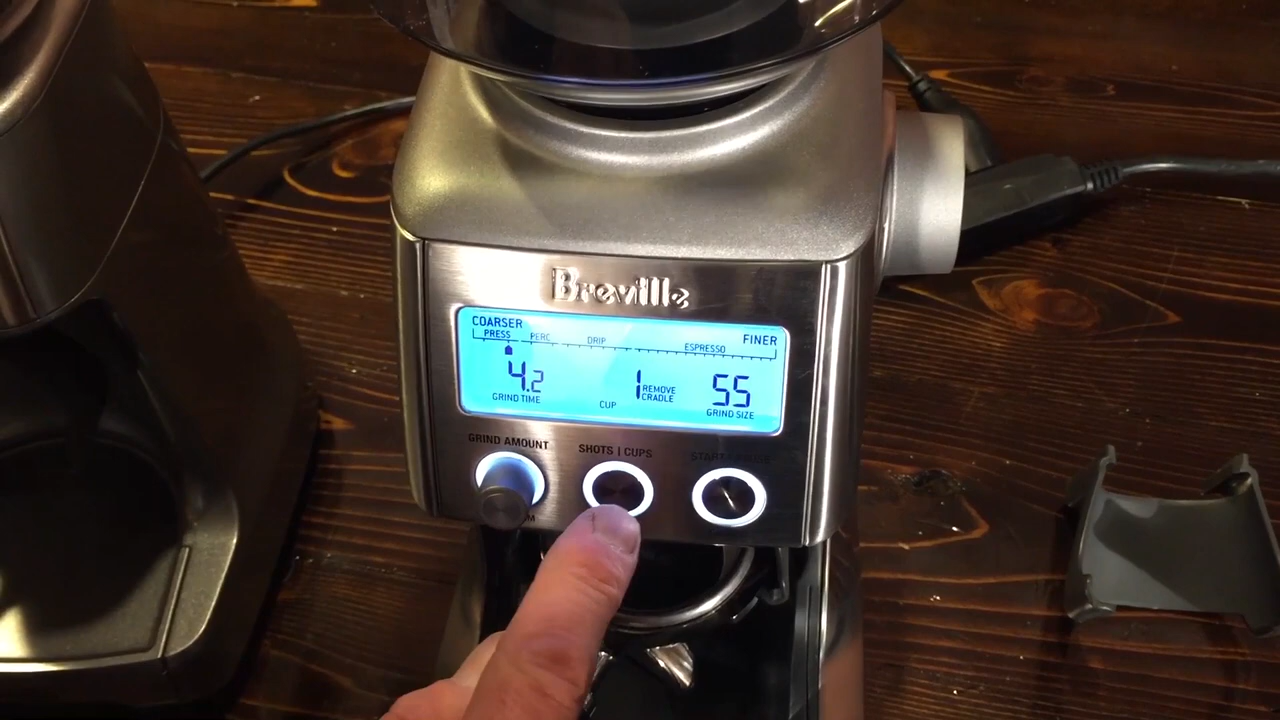 Breville
COARSER
FINER
PRESS PERC DRIP ESPRESSO
4.2 1 REMOVE CRADLE 55
GRIND TIME CUP GRIND SIZE
GRIND AMOUNT SHOTS | CUPS START